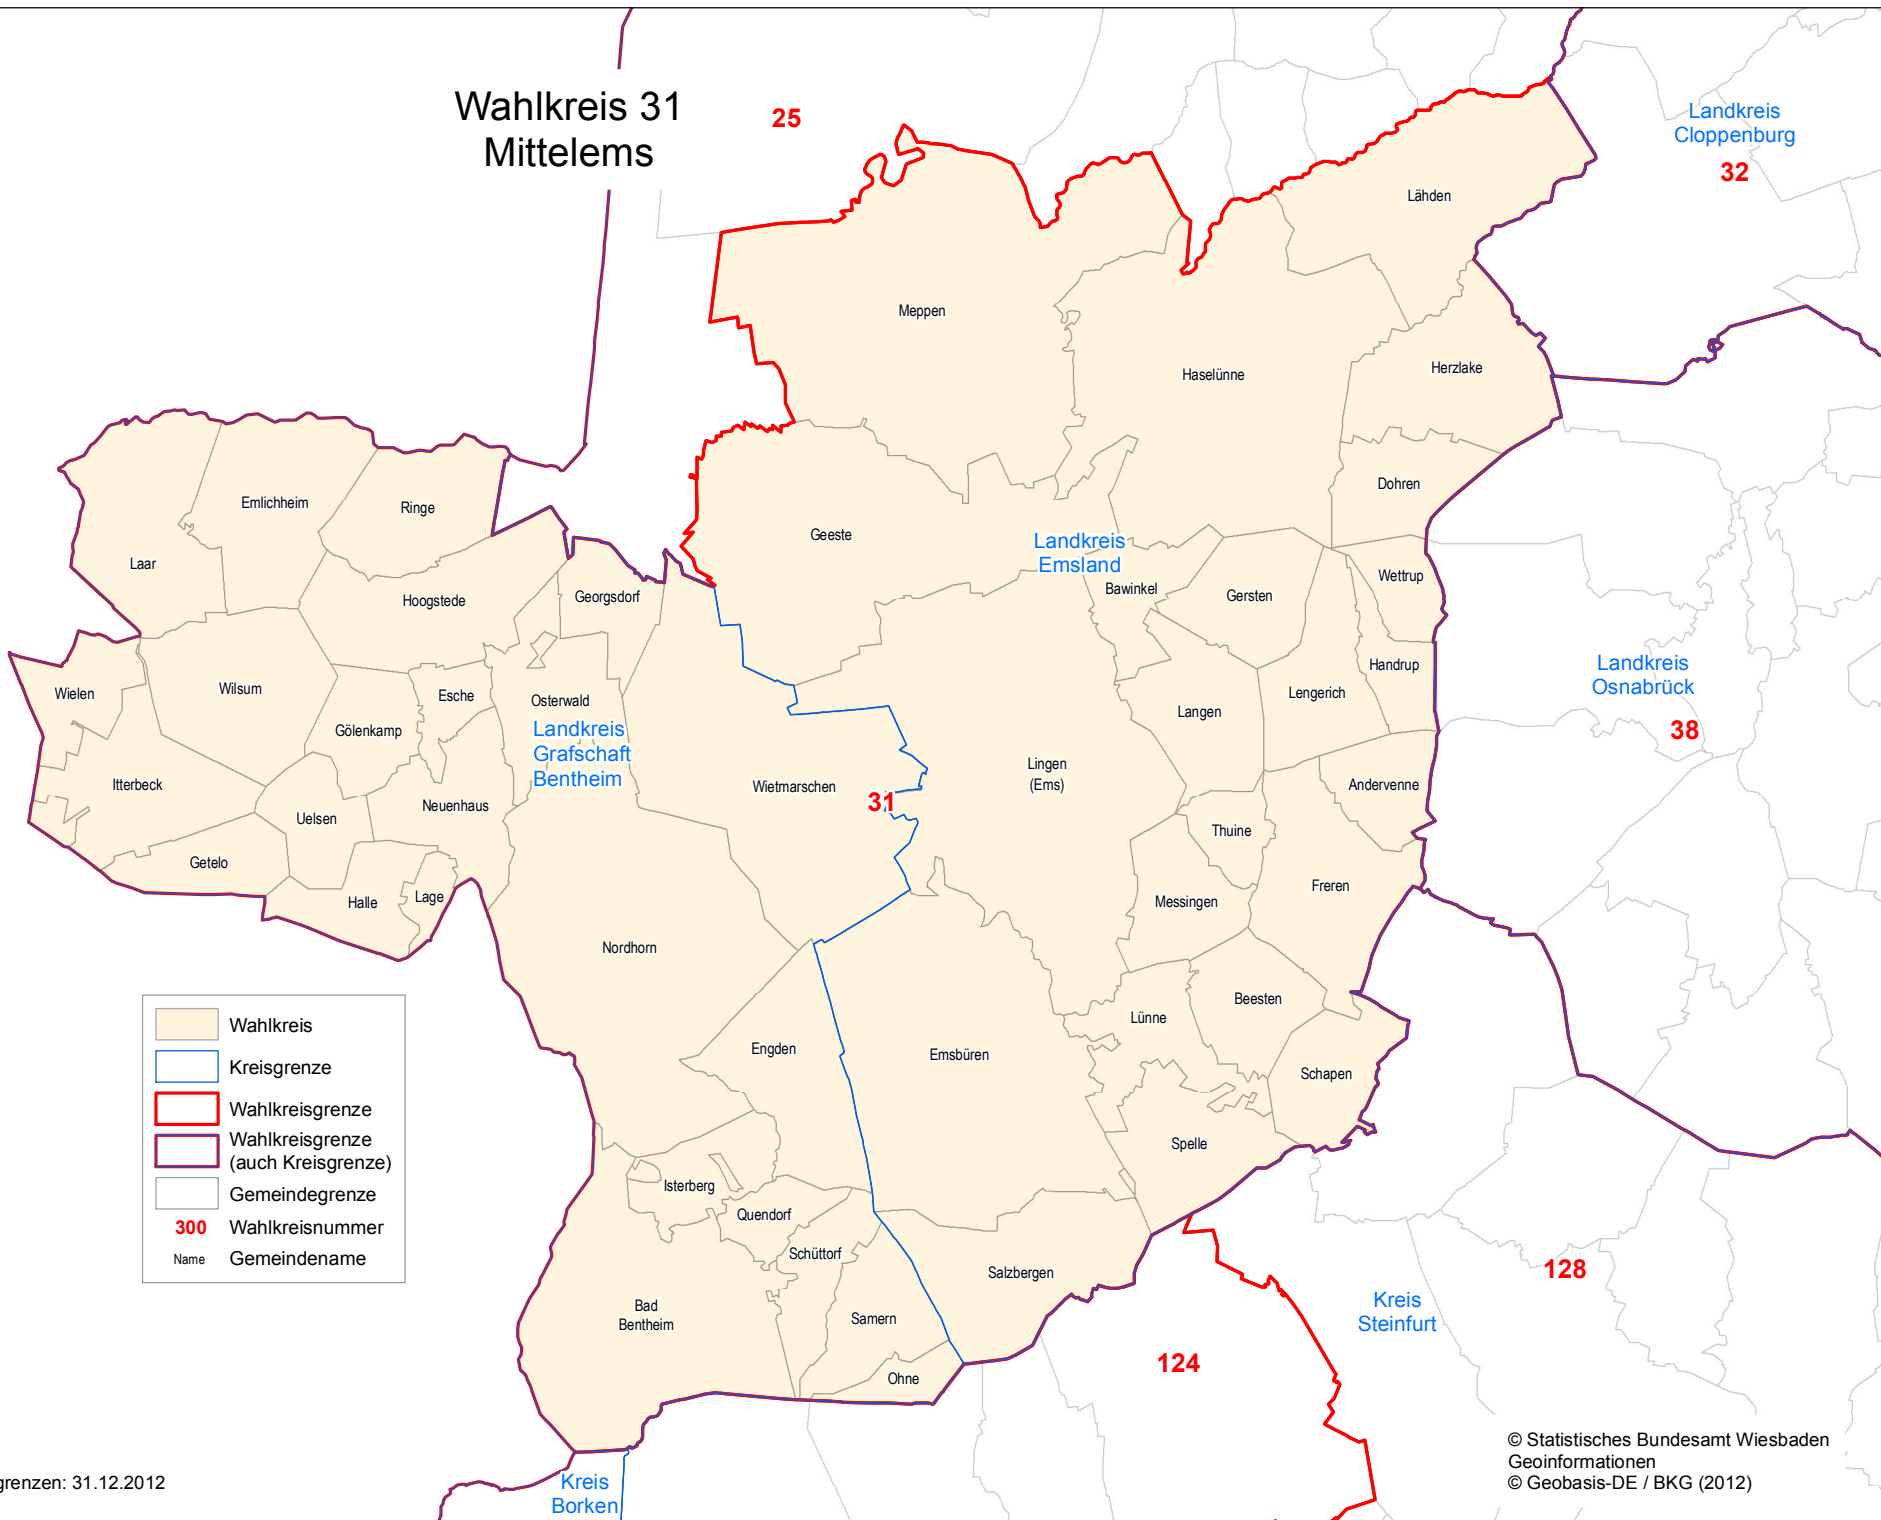 Wahlkreis 31
Mittelems
25
Landkreis
Cloppenburg
32
Lähden
Meppen
Haselünne
Herzlake
Dohren
Emlichheim
Ringe
Laar
Geeste
Landkreis
Emsland
Bawinkel
Gersten
Wettrup
Hoogstede
Georgsdorf
Wielen
Wilsum
Esche
Osterwald
Gölenkamp
Landkreis
Grafschaft
Bentheim
Langen
Lengerich
Handrup
Landkreis
Osnabrück
38
Itterbeck
Uelsen
Neuenhaus
Wietmarschen
31
Lingen
(Ems)
Andervenne
Thuine
Getelo
Halle
Lage
Messingen
Freren
Nordhorn
Engden
Emsbüren
Lünne
Beesten
Schapen
Spelle
Isterberg
Quendorf
Schüttorf
Salzbergen
Samern
Bad
Bentheim
Ohne
Wahlkreis
Kreisgrenze
Wahlkreisgrenze
Wahlkreisgrenze
(auch Kreisgrenze)
Gemeindegrenze
300 Wahlkreisnummer
Name Gemeindename
128
Kreis
Steinfurt
124
Kreis
Borken
grenzen: 31.12.2012
© Statistisches Bundesamt Wiesbaden
Geoinformationen
© Geobasis-DE / BKG (2012)